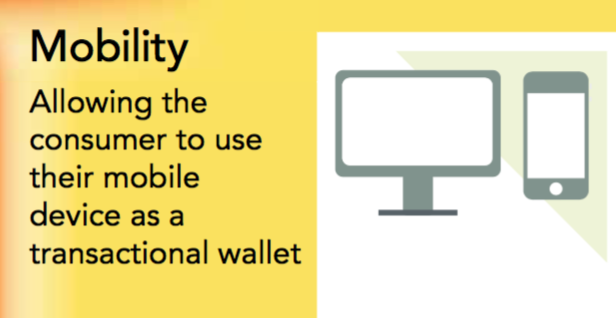 Mobility
Allowing the
consumer to use
their mobile
device as a
transactional wallet